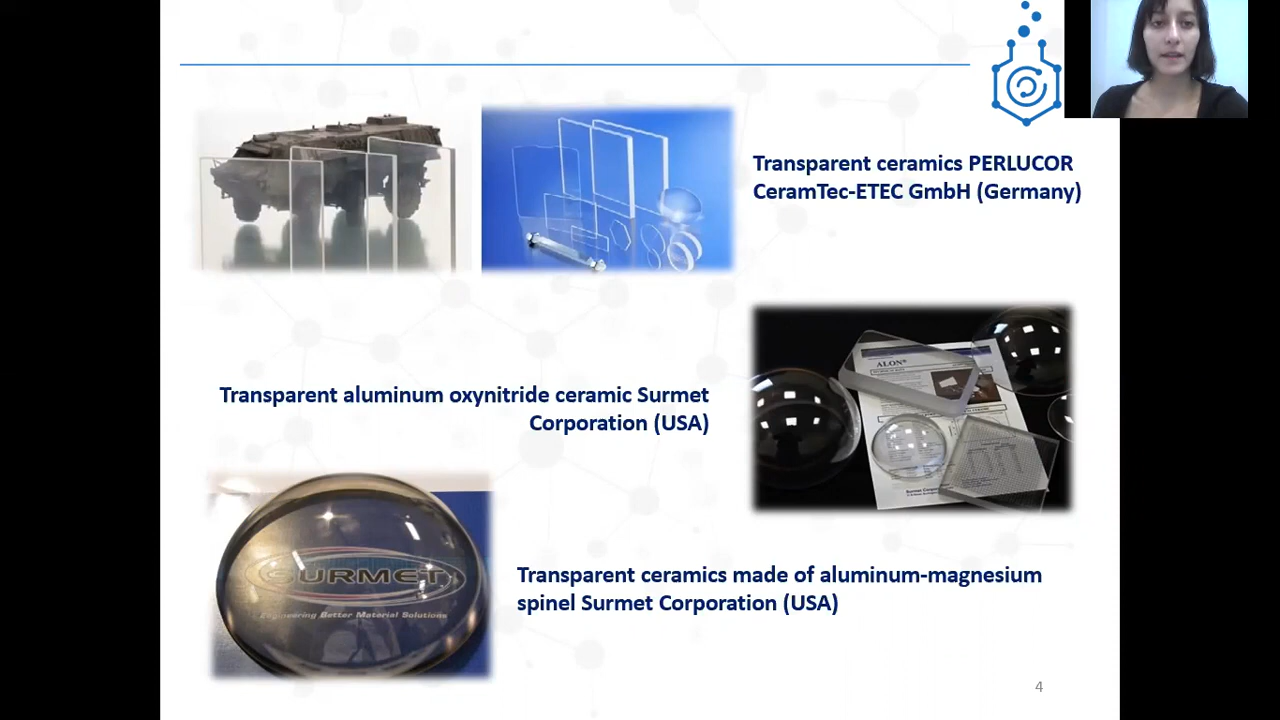 Transparent ceramics PERLUCOR
CeramTec-ETEC GmbH (Germany)
ALON®
Transparent aluminum oxynitride ceramic Surmet
Corporation (USA)
SURMET
Engineering Better Material Solutions
Transparent ceramics made of aluminum-magnesium
spinel Surmet Corporation (USA)
4